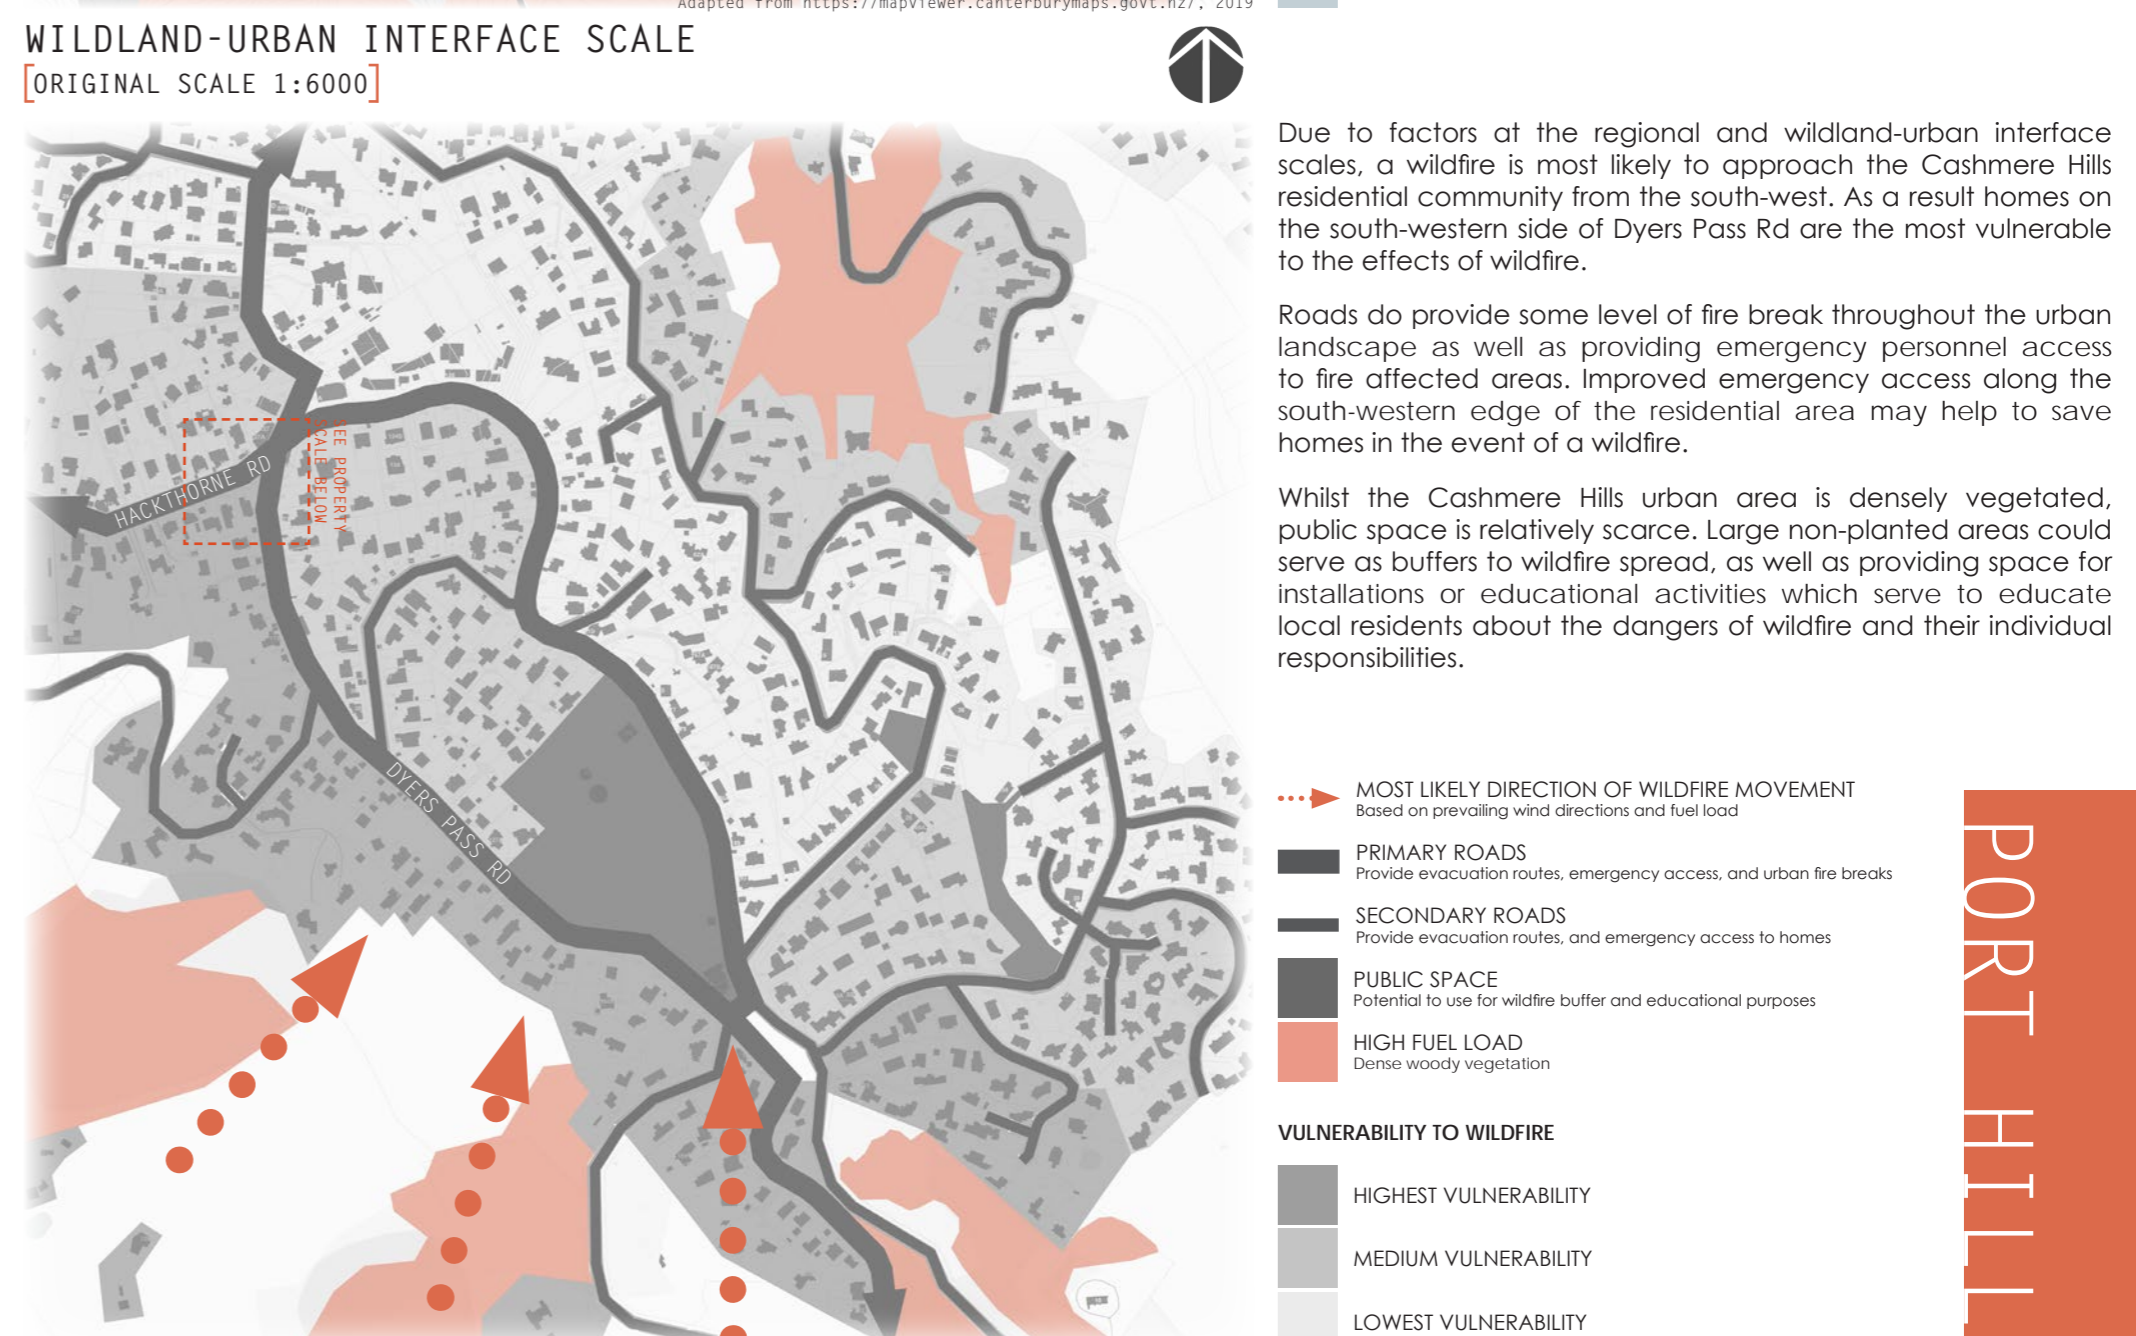 Adapted from https://mapviewer.canterburymaps.govt.nz/, 2019
WILDLAND-URBAN INTERFACE SCALE
[ORIGINAL SCALE 1:6000]
SEE PROPERTY
SCALE BELOW
HACKTHORNE RD
DYERS PASS RD
Due to factors at the regional and wildland-urban interface
scales, a wildfire is most likely to approach the Cashmere Hills
residential community from the south-west. As a result homes on
the south-western side of Dyers Pass Rd are the most vulnerable
to the effects of wildfire.
Roads do provide some level of fire break throughout the urban
landscape as well as providing emergency personnel access
to fire affected areas. Improved emergency access along the
south-western edge of the residential area may help to save
homes in the event of a wildfire.
Whilst the Cashmere Hills urban area is densely vegetated,
public space is relatively scarce. Large non-planted areas could
serve as buffers to wildfire spread, as well as providing space for
installations or educational activities which serve to educate
local residents about the dangers of wildfire and their individual
responsibilities.
MOST LIKELY DIRECTION OF WILDFIRE MOVEMENT
Based on prevailing wind directions and fuel load
PRIMARY ROADS
Provide evacuation routes, emergency access, and urban fire breaks
SECONDARY ROADS
Provide evacuation routes, and emergency access to homes
PUBLIC SPACE
Potential to use for wildfire buffer and educational purposes
HIGH FUEL LOAD
Dense woody vegetation
VULNERABILITY TO WILDFIRE
HIGHEST VULNERABILITY
MEDIUM VULNERABILITY
LOWEST VULNERABILITY
PORT HILL